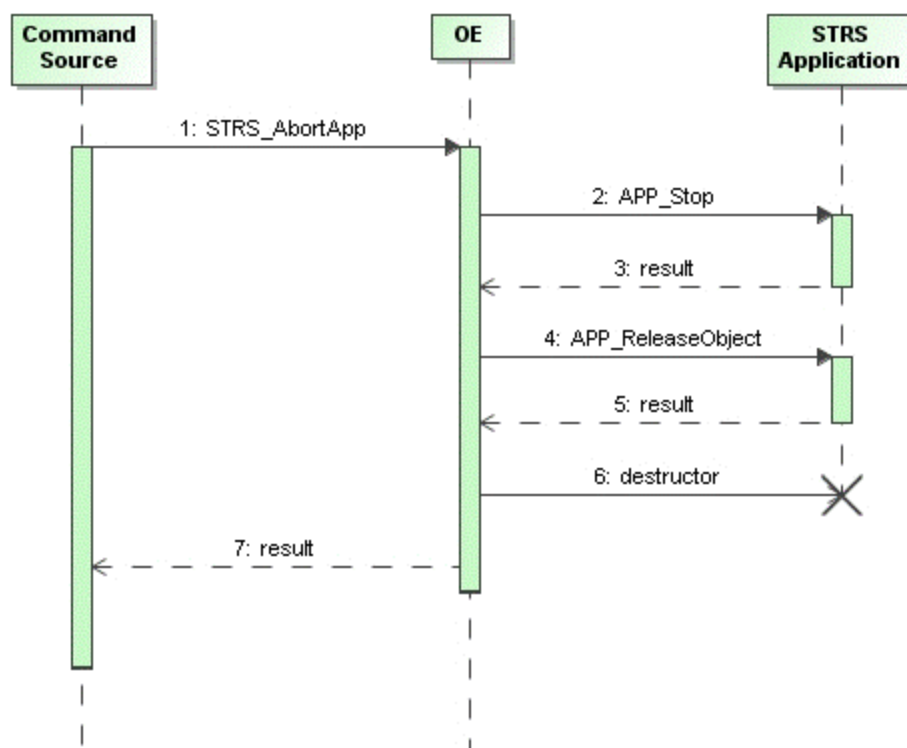 Command
Source
OE
STRS
Application
1: STRS_AbortApp
2: APP_Stop
3: result
4: APP_ReleaseObject
5: result
6: destructor
7: result